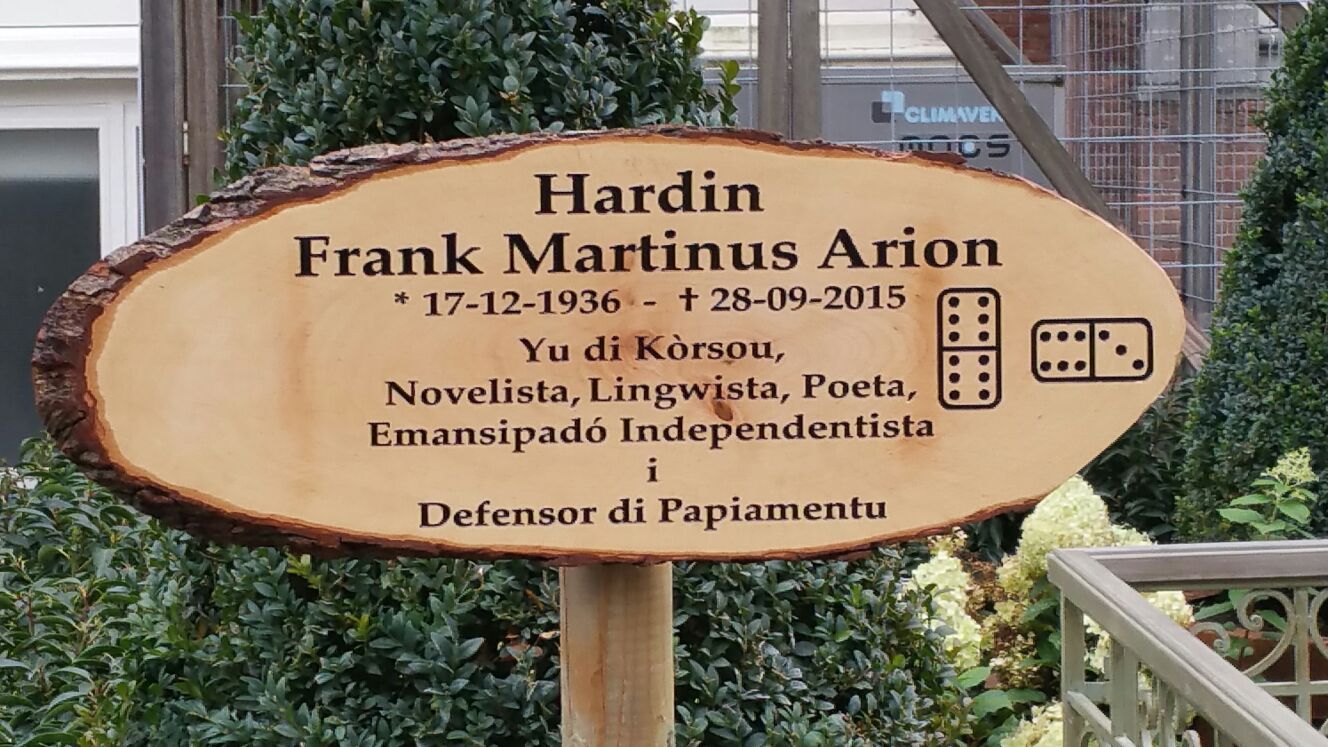 CLIMAVEN
Hardin
Frank Martinus Arion
* 17-12-1936 - † 28-09-2015
Yu di Kòrsou,
Novelista, Lingwista, Poeta,
Emansipadó Independentista
i
Defensor di Papiamentu